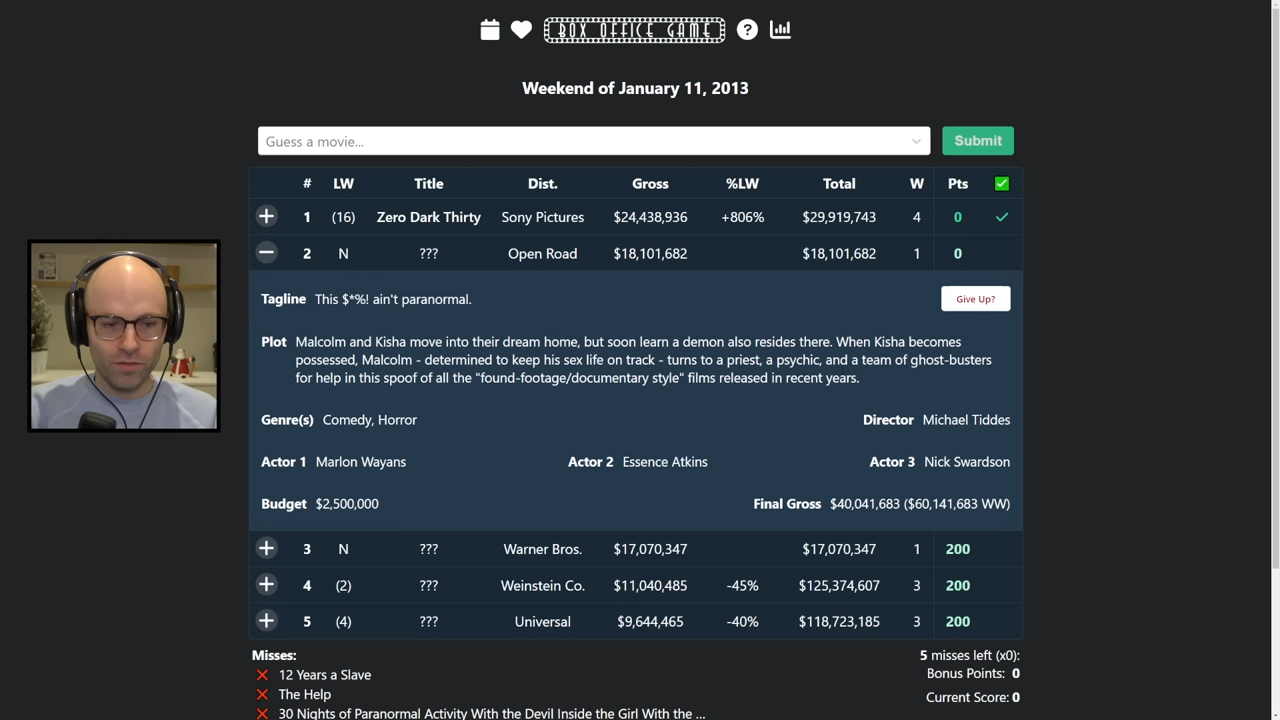 BOX OFFICE GAME
Weekend of January 11, 2013
Guess a movie...
Submit
# LW Title Dist. Gross %LW Total W Pts
1 (16) Zero Dark Thirty Sony Pictures $24,438,936 +806% $29,919,743 4 0
2 N ??? Open Road $18,101,682 $18,101,682 1 0
Tagline This $*%! ain't paranormal.
Give Up?
Plot Malcolm and Kisha move into their dream home, but soon learn a demon also resides there. When Kisha becomes
possessed, Malcolm - determined to keep his sex life on track - turns to a priest, a psychic, and a team of ghost-busters
for help in this spoof of all the "found-footage/documentary style" films released in recent years.
Genre(s) Comedy, Horror Director Michael Tiddes
Actor 1 Marlon Wayans Actor 2 Essence Atkins Actor 3 Nick Swardson
Budget $2,500,000 Final Gross $40,041,683 ($60,141,683 WW)
3 N ??? Warner Bros. $17,070,347 $17,070,347 1 200
4 (2) ??? Weinstein Co. $11,040,485 -45% $125,374,607 3 200
5 (4) ??? Universal $9,644,465 -40% $118,723,185 3 200
Misses: 5 misses left (x0):
12 Years a Slave Bonus Points: 0
The Help Current Score: 0
30 Nights of Paranormal Activity With the Devil Inside the Girl With the ...